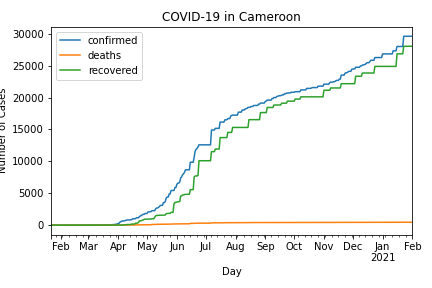 COVID-19 in Cameroon
confirmed
deaths
recovered
30000
25000
20000
15000
10000
5000
0
Number of Cases
Feb Mar Apr May Jun Jul Aug Sep Oct Nov Dec Jan Feb
2021
Day